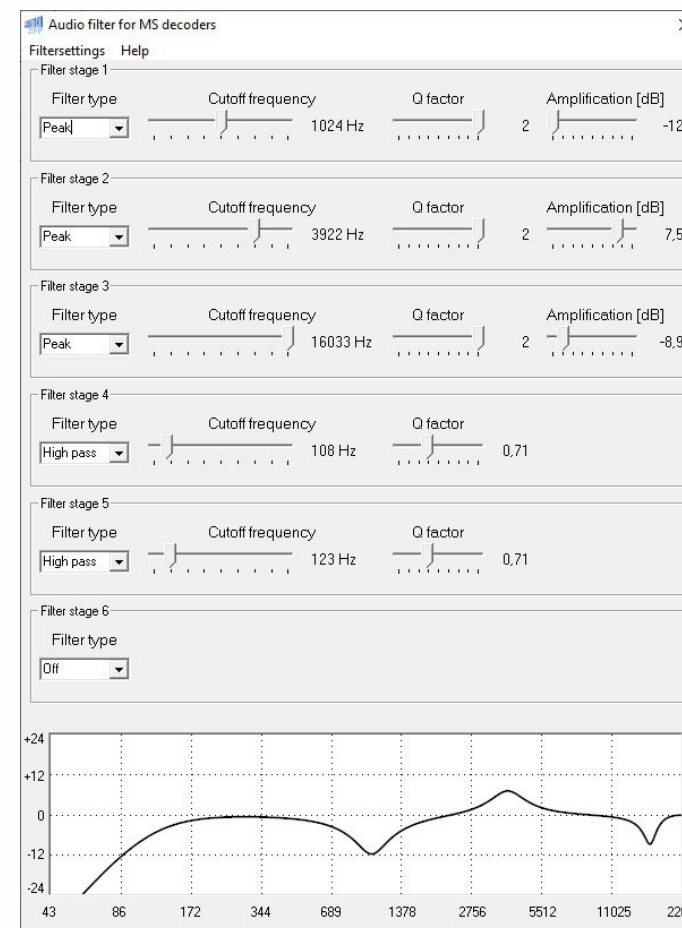 Audio filter for MS decoders
Filtersettings Help
Filter stage 1
Filter type Cutoff frequency Q factor Amplification [dB]
Peak 1024 Hz 2 -12
Filter stage 2
Filter type Cutoff frequency Q factor Amplification [dB]
Peak 3922 Hz 2 7,5
Filter stage 3
Filter type Cutoff frequency Q factor Amplification [dB]
Peak 16033 Hz 2 -8,9
Filter stage 4
Filter type Cutoff frequency Q factor
High pass 108 Hz 0,71
Filter stage 5
Filter type Cutoff frequency Q factor
High pass 123 Hz 0,71
Filter stage 6
Filter type
Off
+24
+12
0
-12
-24
43 86 172 344 689 1378 2756 5512 11025